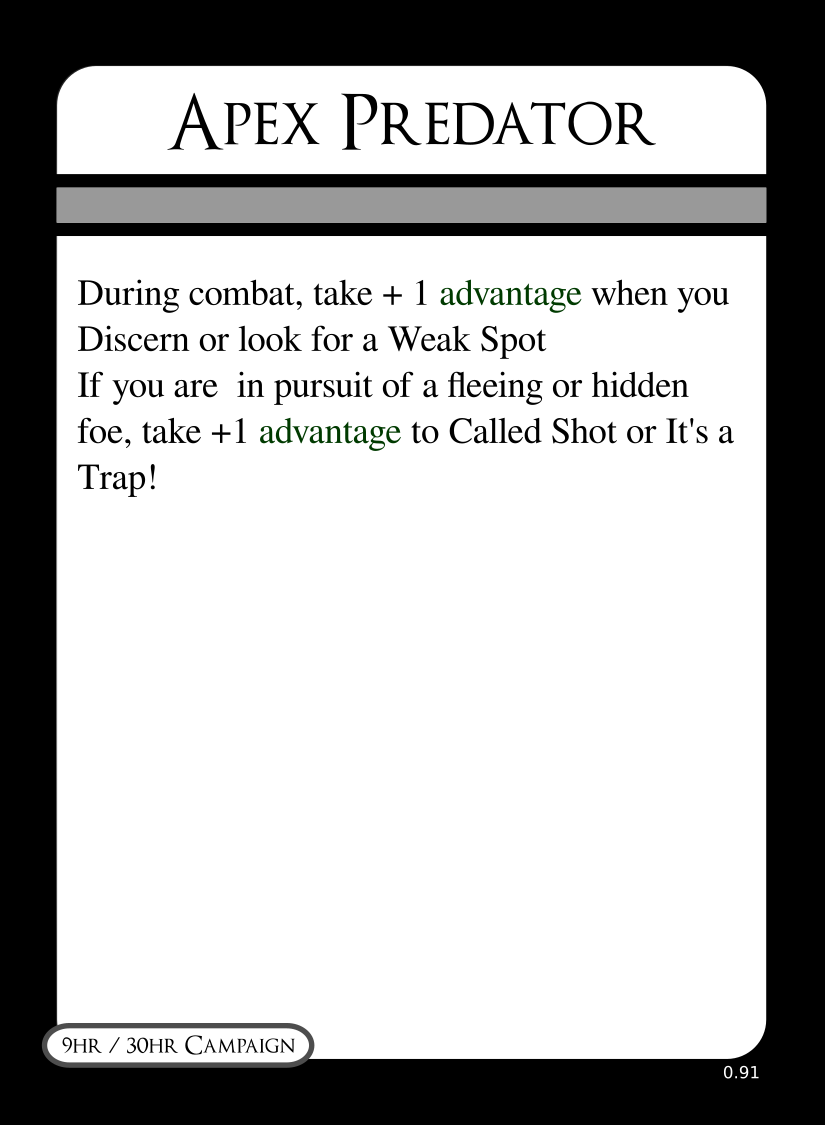 Apex Predator
During combat, take + 1 advantage when you
Discern or look for a Weak Spot
If you are  in pursuit of a fleeing or hidden
foe, take +1 advantage to Called Shot or It's a
Trap!
9hr / 30hr Campaign
0.91